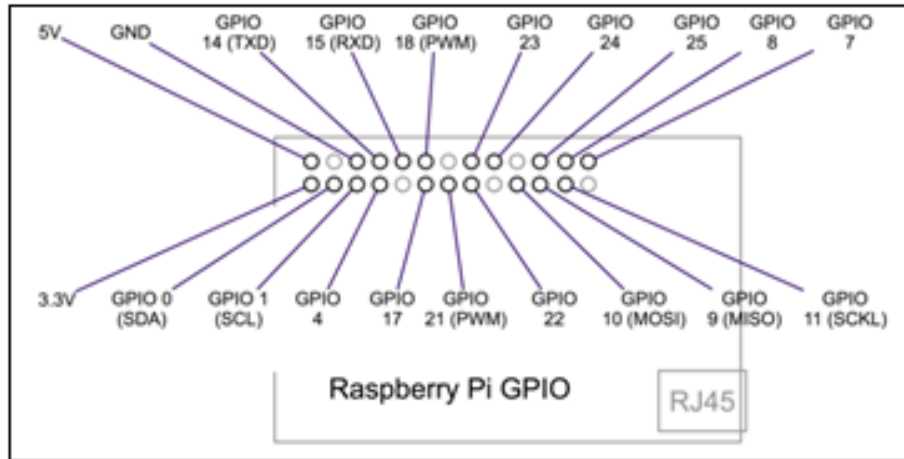 5V
GND
GPIO
14 (TXD)
GPIO
15 (RXD)
GPIO
18 (PWM)
GPIO
23
GPIO
24
GPIO
25
GPIO
8
GPIO
7
3.3V
GPIO 0
(SDA)
GPIO 1
(SCL)
GPIO
4
GPIO
17
GPIO
21 (PWM)
GPIO
22
GPIO
10 (MOSI)
GPIO
9 (MISO)
GPIO
11 (SCKL)
Raspberry Pi GPIO
RJ45